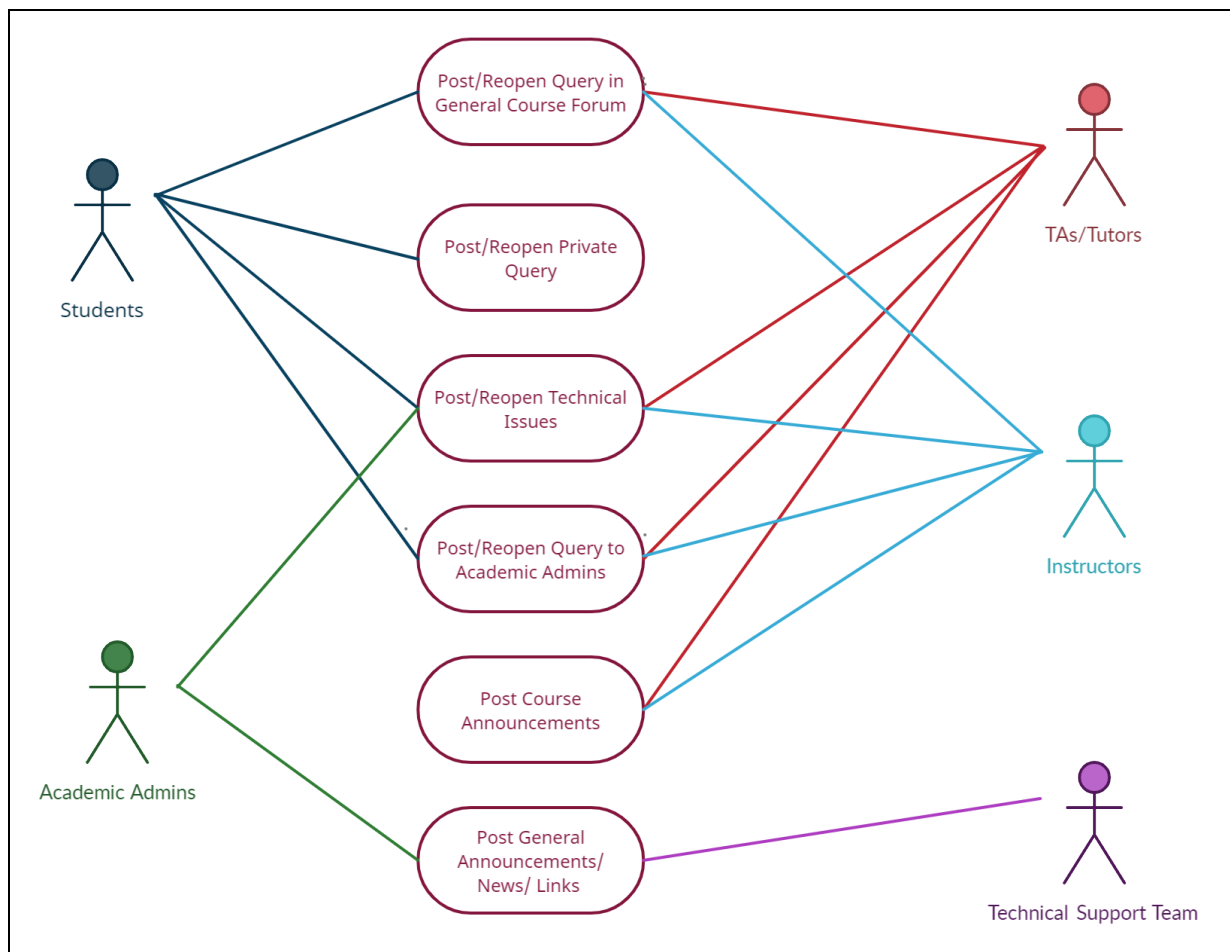 Post/Reopen Query in
General Course Forum
TAs/Tutors
Post/Reopen Private
Query
Students
Post/Reopen Technical
Issues
Post/Reopen Query to
Academic Admins
Instructors
Post Course
Announcements
Academic Admins
Post General
Announcements/
News/ Links
Technical Support Team